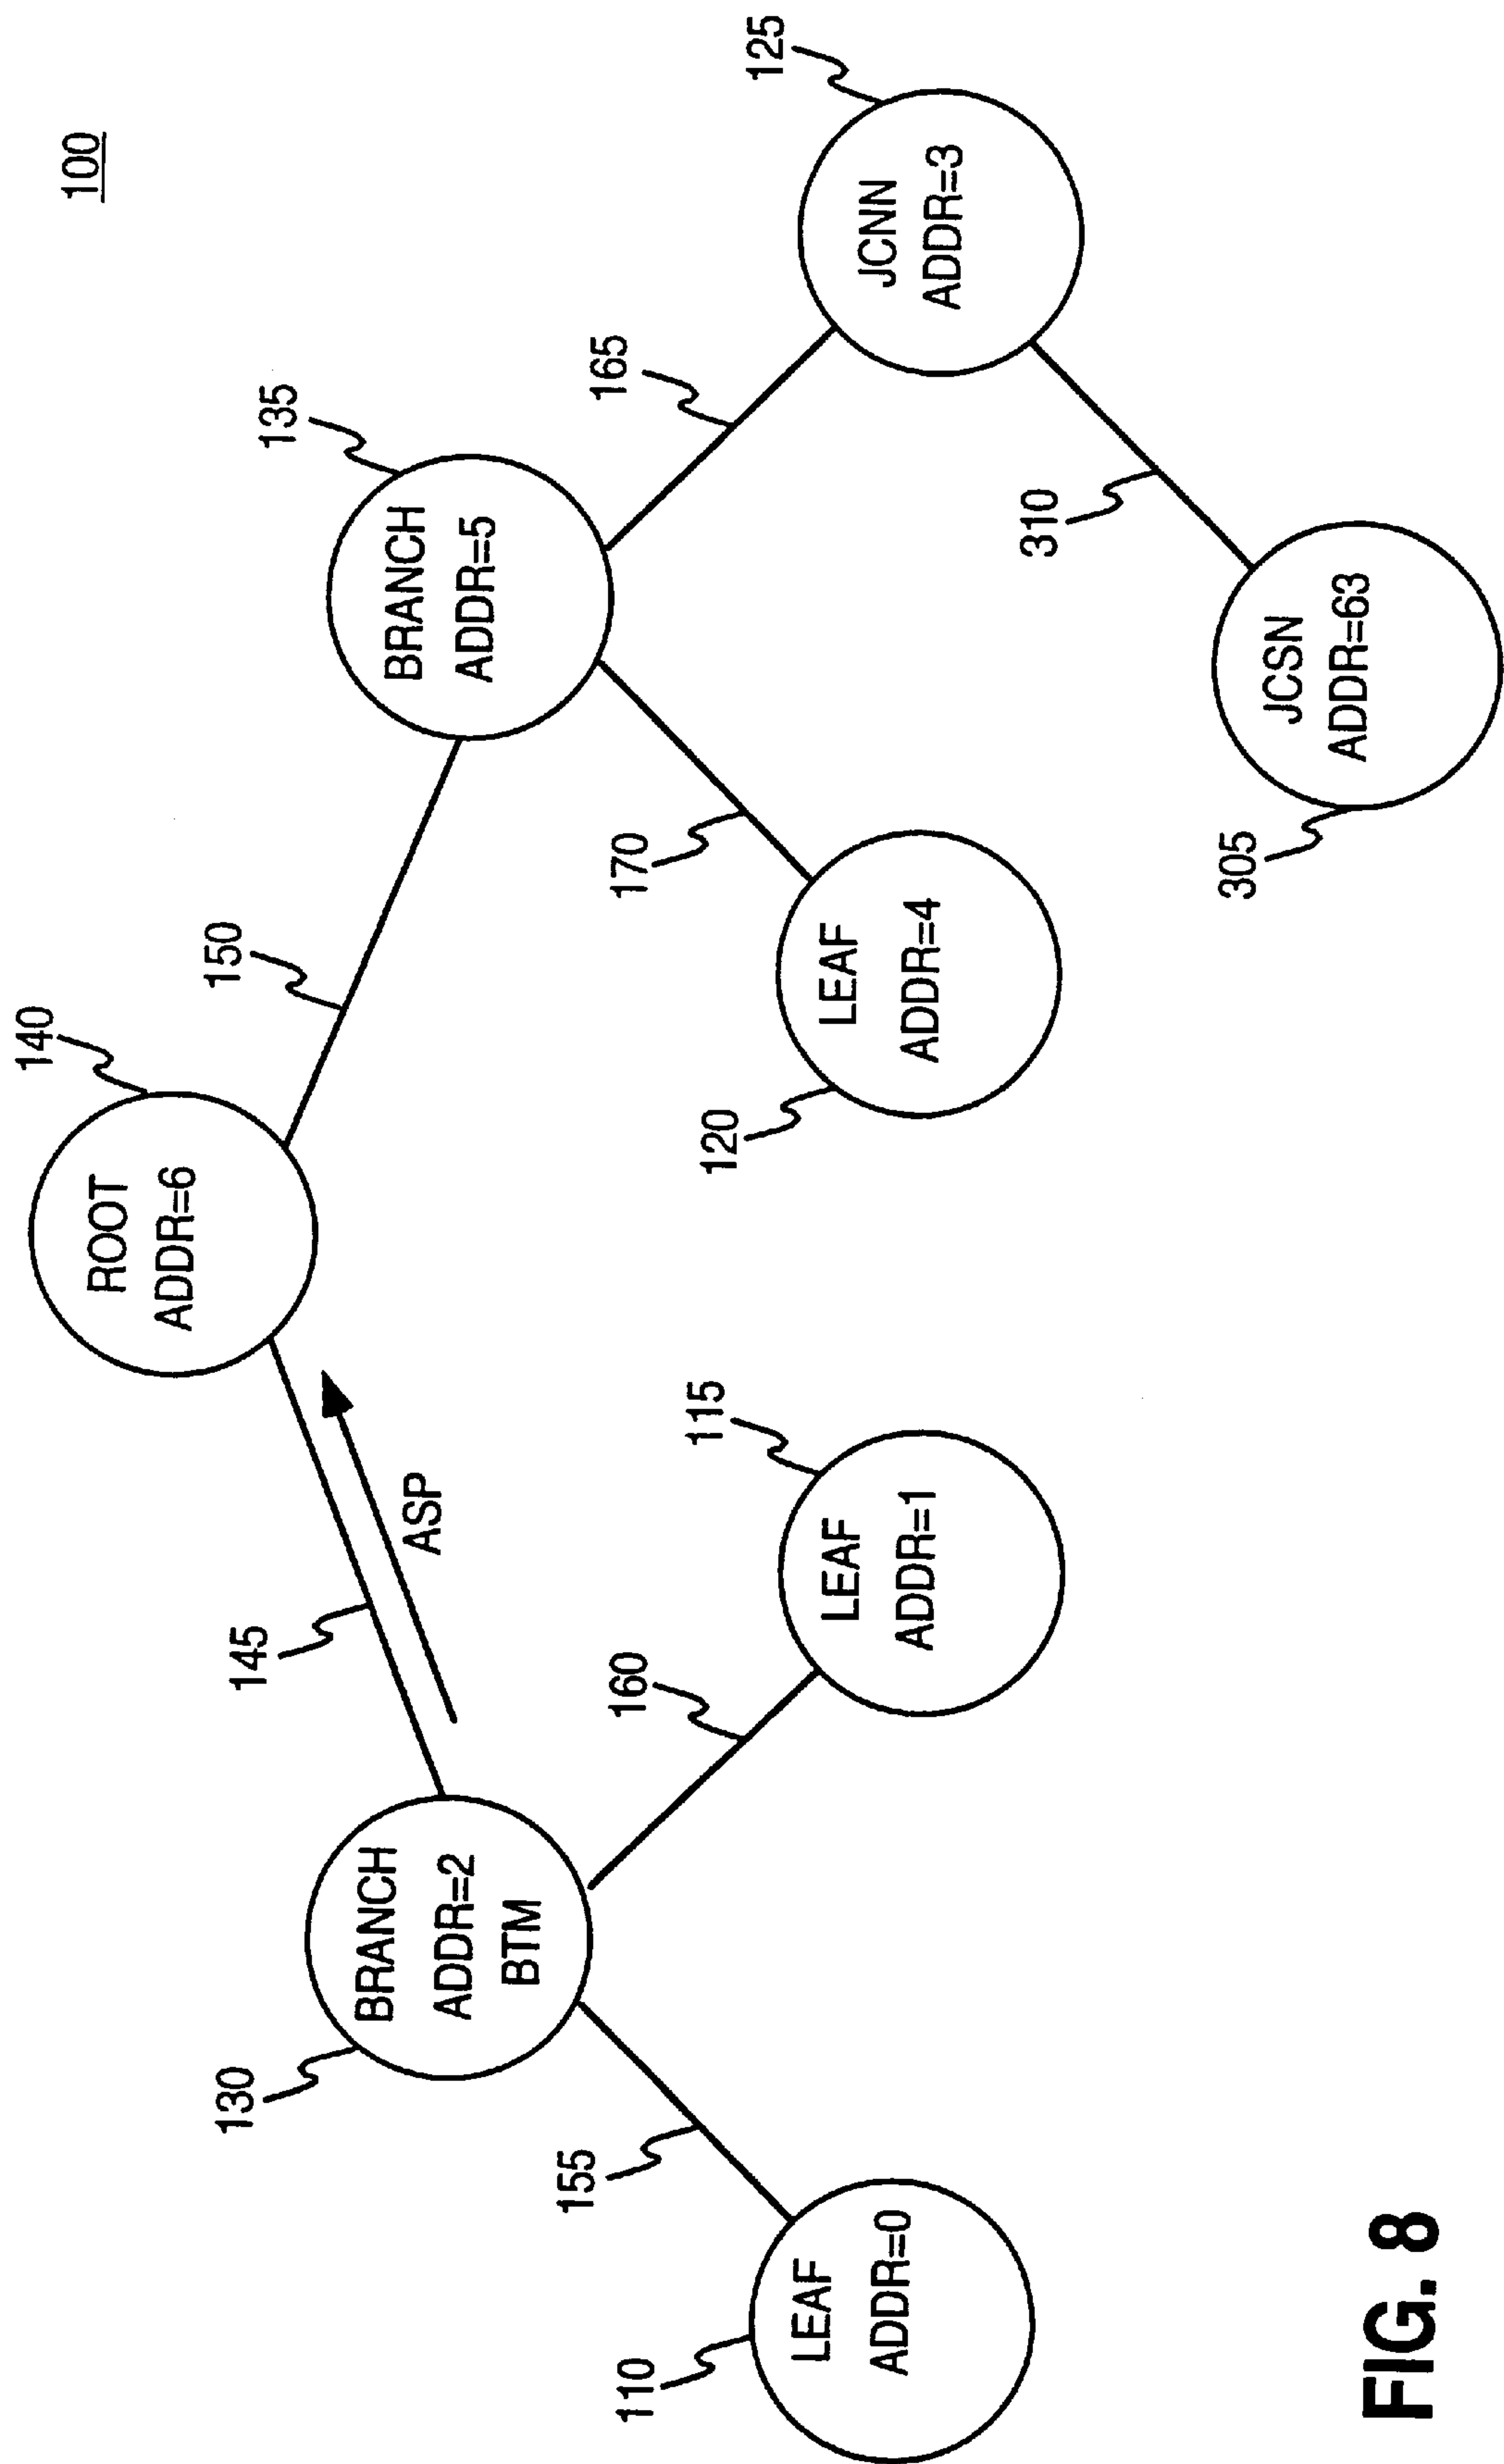 100
140
ROOT
ADDR=6
145
150
ASP
130
BRANCH
ADDR=2
BTM
135
BRANCH
ADDR=5
155
160
170
165
110
LEAF
ADDR=0
115
LEAF
ADDR=1
120
LEAF
ADDR=4
125
JCNN
ADDR=3
310
305
JCSN
ADDR=63
FIG. 8